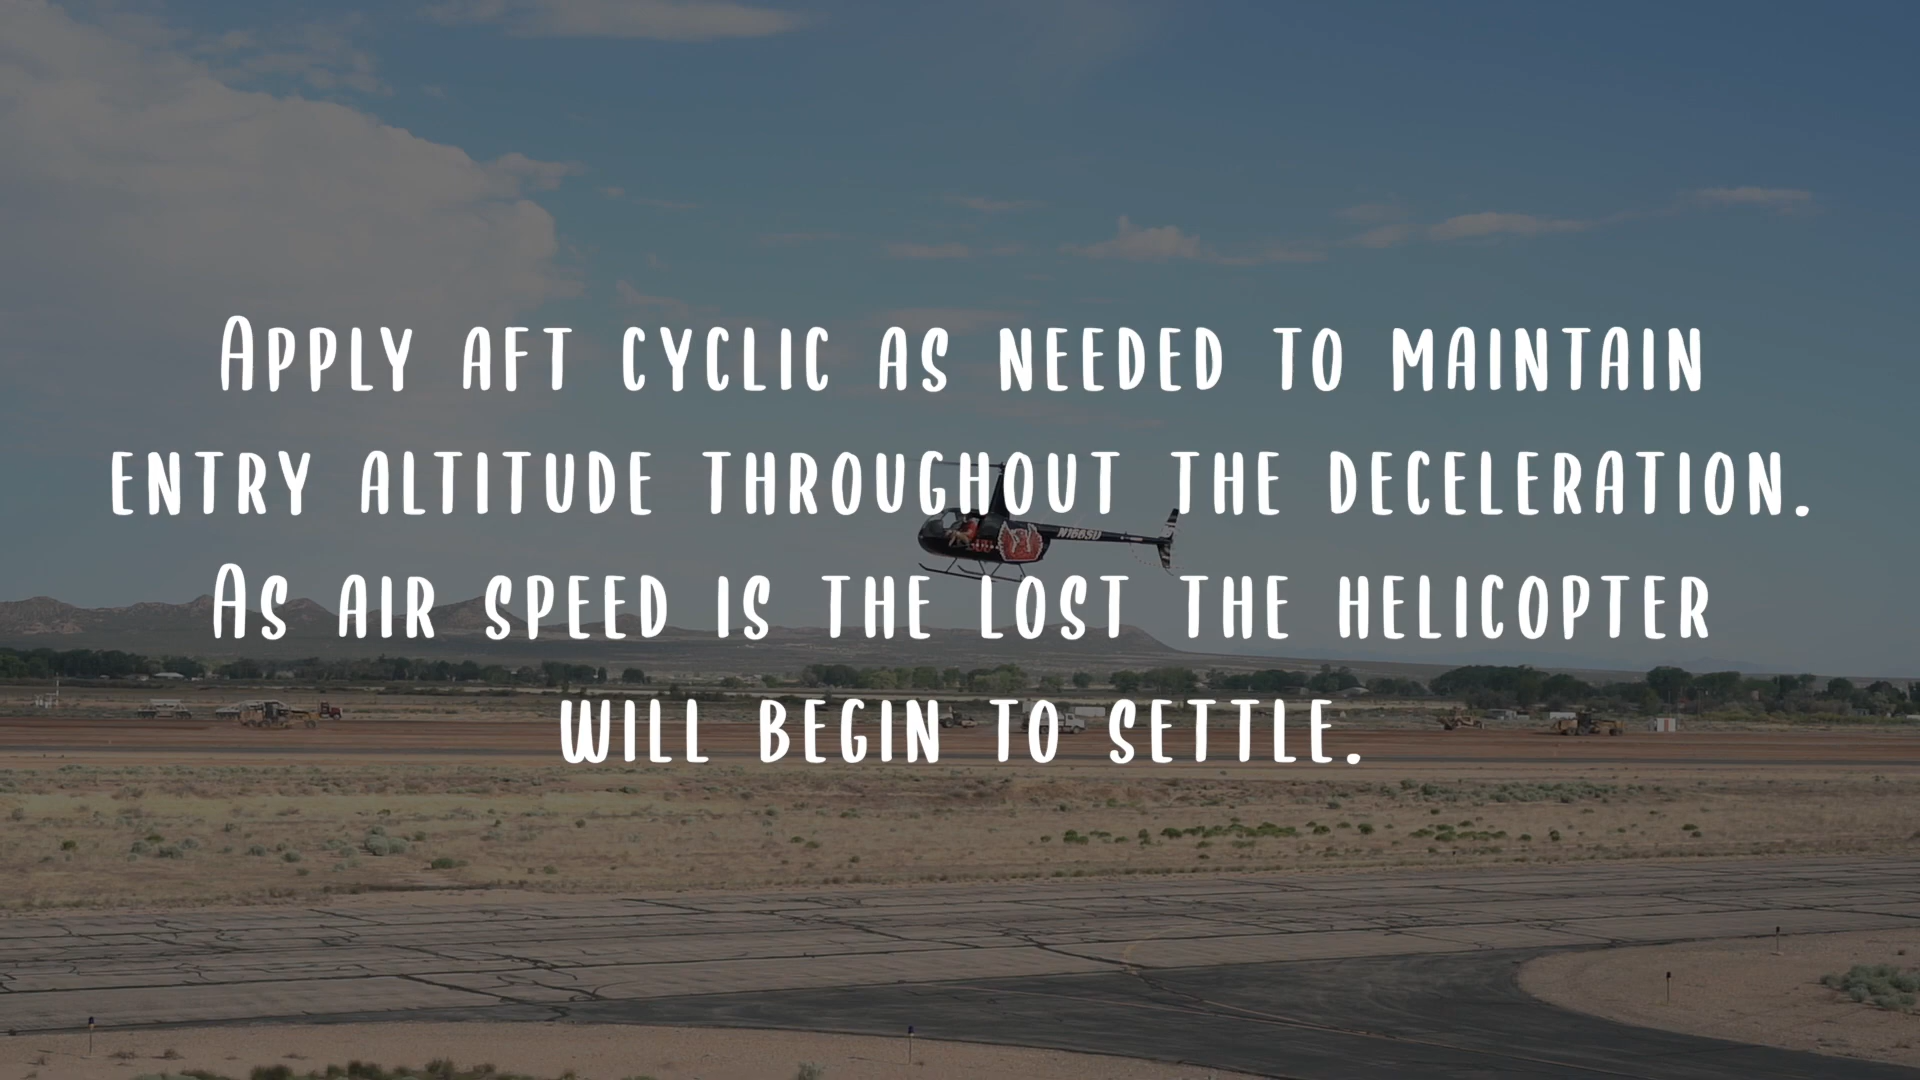 Apply aft cyclic as needed to maintain
entry altitude throughout the deceleration.
As air speed is the lost the helicopter
will begin to settle.